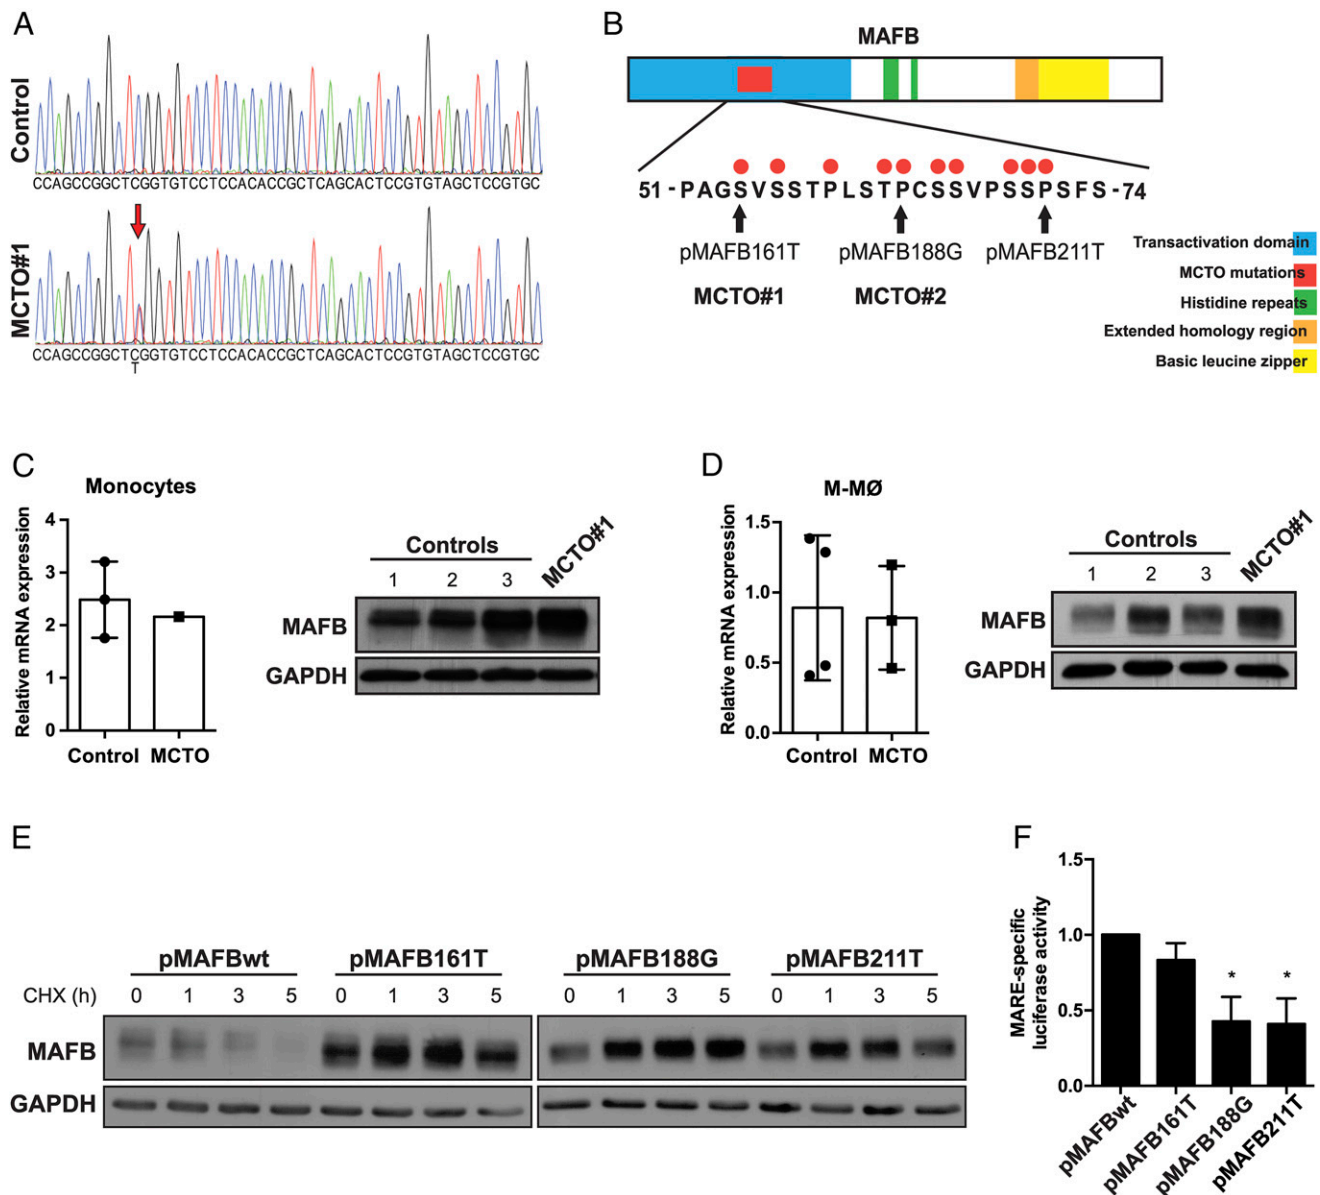 A
Control
CCAGCCGGCTCGGTGTCCTCCACACCGCTCAGCACTCCGTGTAGCTCCGTGC
MCTO#1
CCAGCCGGCTCGGTGTCCTCCACACCGCTCAGCACTCCGTGTAGCTCCGTGC
T
B
MAFB
51 - PAGSVSSTPLSTPCSSVPSSPSFS -74
pMAFB161T pMAFB188G pMAFB211T
MCTO#1 MCTO#2
Transactivation domain
MCTO mutations
Histidine repeats
Extended homology region
Basic leucine zipper
C
Monocytes
Relative mRNA expression
4
3
2
1
0
Control MCTO
Controls MCTO#1
1 2 3
MAFB
GAPDH
D
M-MØ
Relative mRNA expression
1.5
1.0
0.5
0.0
Control MCTO
Controls MCTO#1
1 2 3
MAFB
GAPDH
E
pMAFBwt pMAFB161T pMAFB188G pMAFB211T
CHX (h) 0 1 3 5 0 1 3 5 0 1 3 5 0 1 3 5
MAFB
GAPDH
F
MARE-specific
luciferase activity
1.5
1.0
0.5
0.0
* *
pMAFBwt pMAFB161T pMAFB188G pMAFB211T